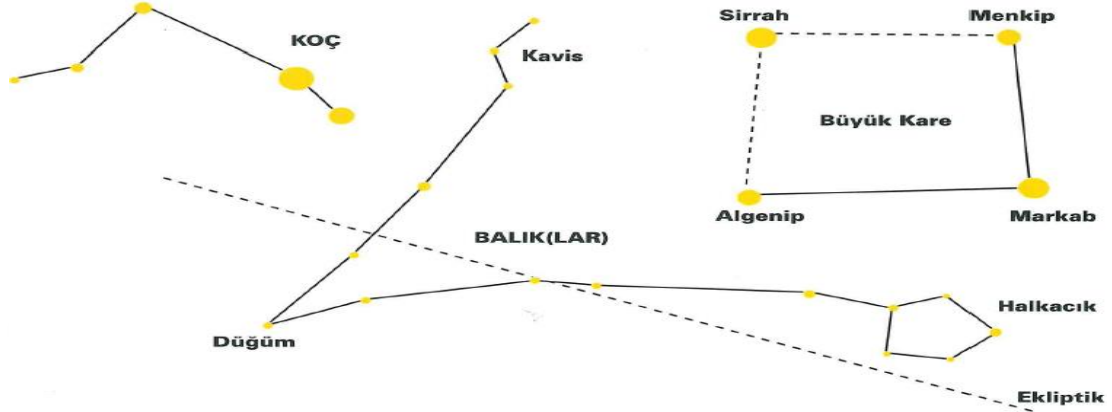 Sirrah
Menkip
KOÇ
Kavis
Büyük Kare
Algenip
Markab
BALIK(LAR)
Halkacık
Düğüm
Ekliptik